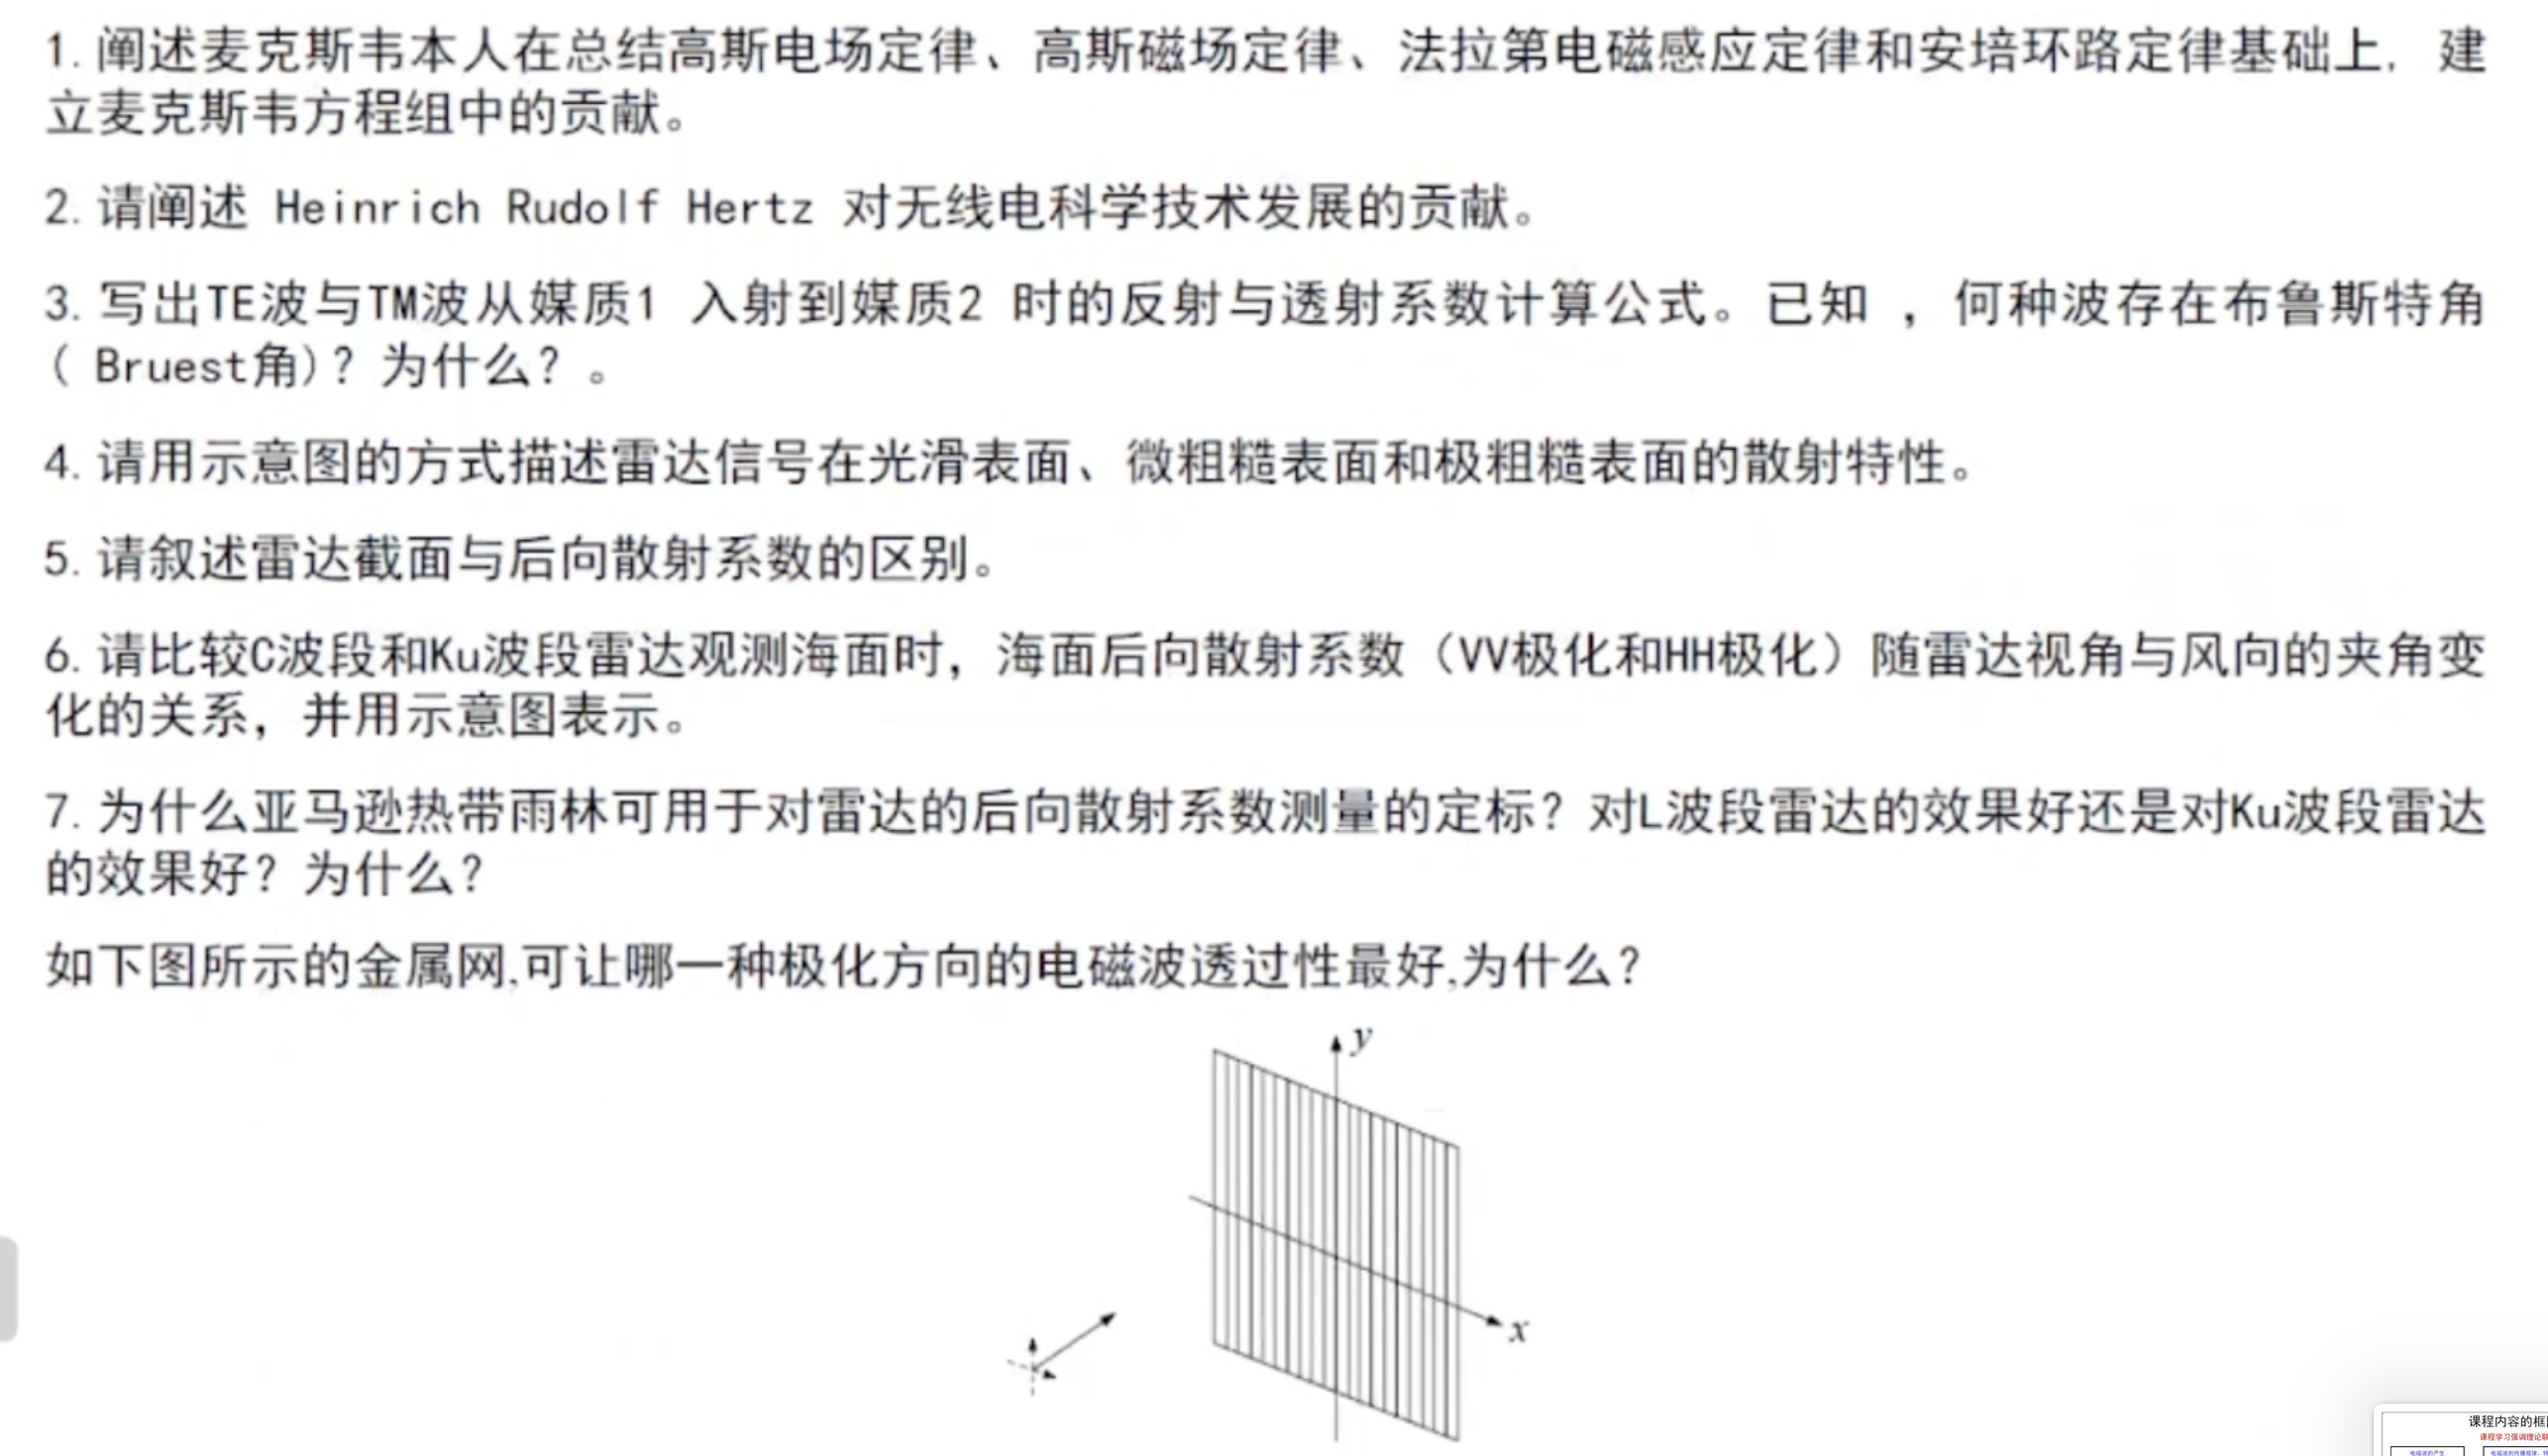 1. 阐述麦克斯韦本人在总结高斯电场定律、高斯磁场定律、法拉第电磁感应定律和安培环路定律基础上, 建
立麦克斯韦方程组中的贡献。
2. 请阐述 Heinrich Rudolf Hertz 对无线电科学技术发展的贡献。
3. 写出TE波与TM波从媒质1 入射到媒质2 时的反射与透射系数计算公式。已知 ，何种波存在布鲁斯特角
( Bruest角)? 为什么? 。
4. 请用示意图的方式描述雷达信号在光滑表面、微粗糙表面和极粗糙表面的散射特性。
5. 请叙述雷达截面与后向散射系数的区别。
6. 请比较C波段和Ku波段雷达观测海面时，海面后向散射系数（VV极化和HH极化）随雷达视角与风向的夹角变
化的关系，并用示意图表示。
7. 为什么亚马逊热带雨林可用于对雷达的后向散射系数测量的定标? 对L波段雷达的效果好还是对Ku波段雷达
的效果好? 为什么?
如下图所示的金属网,可让哪一种极化方向的电磁波透过性最好,为什么?
y
x
课程内容的框
课程学习强调理论联
电磁波的产生